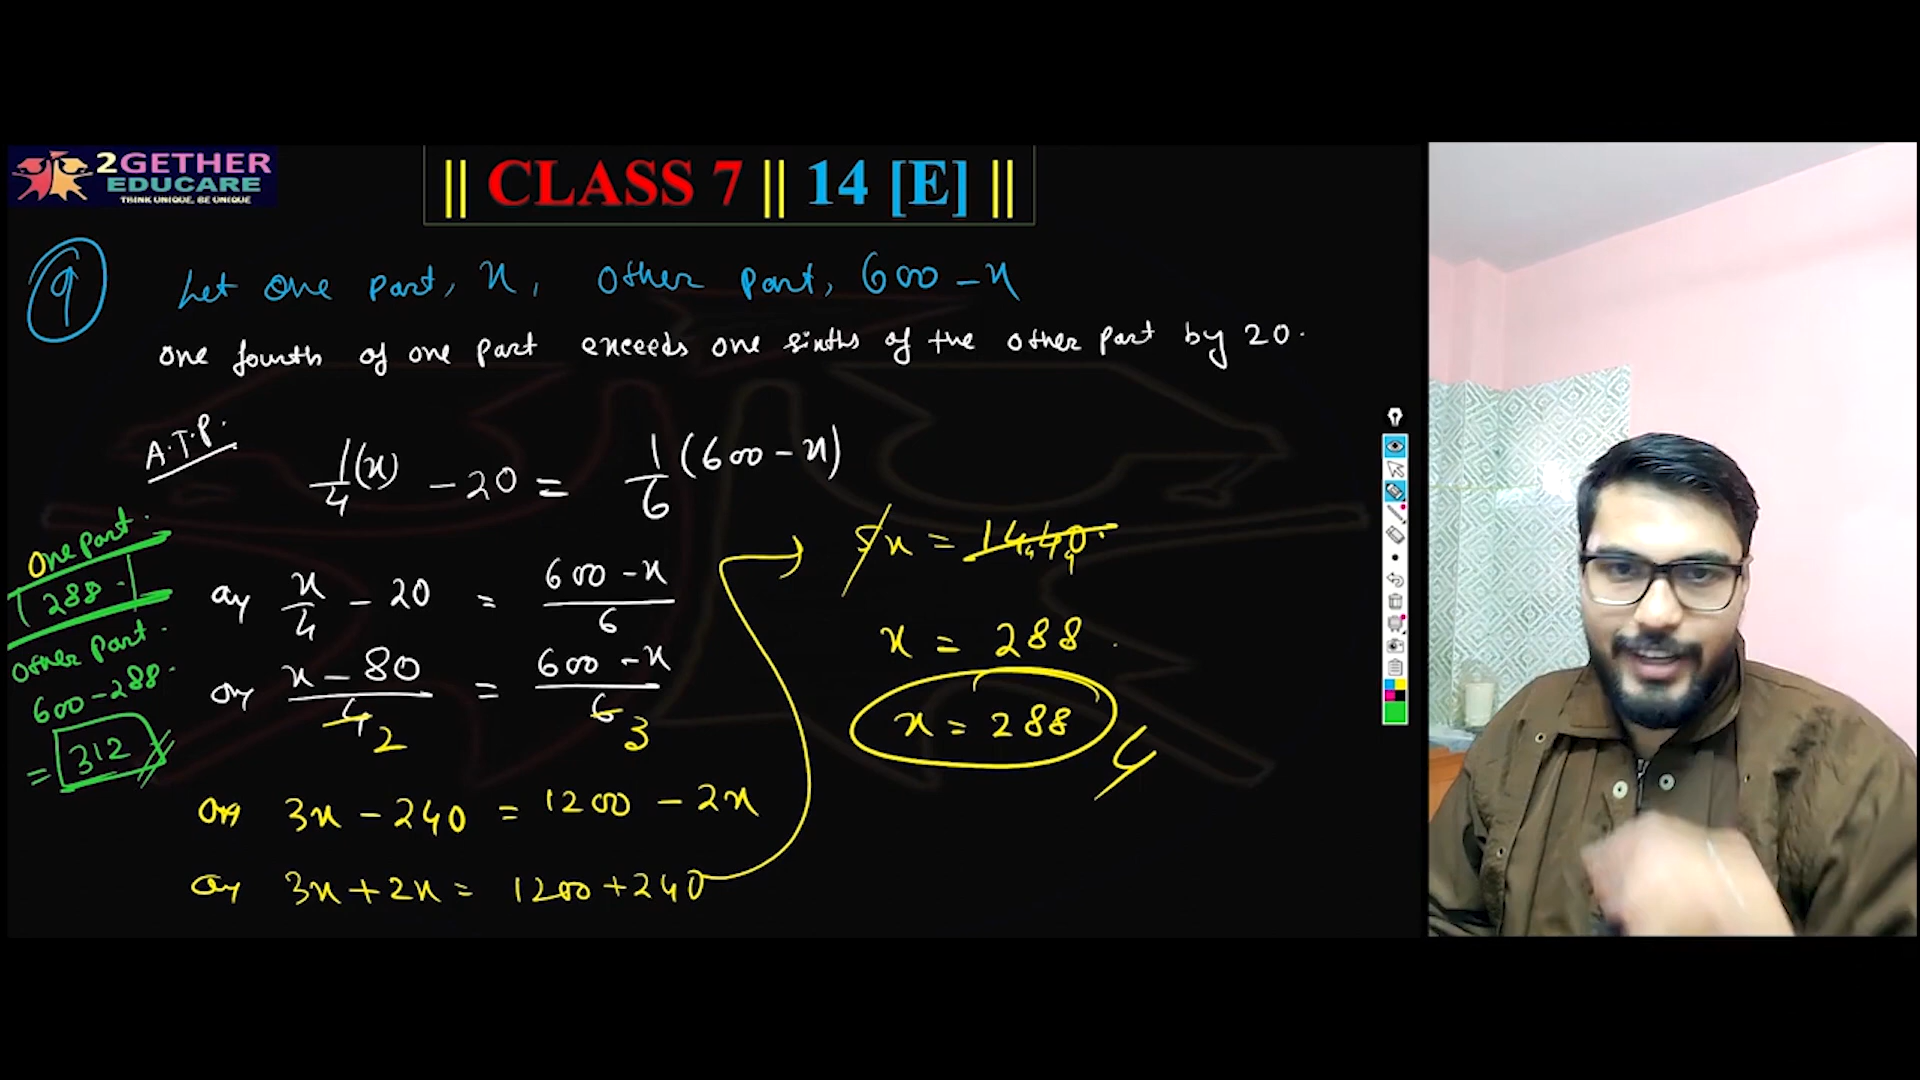 2GETHER
EDUCARE
THINK UNIQUE, BE UNIQUE
|| CLASS 7 || 14 [E] ||
9
Let one part, x, other part, 600 - x
One fourth of one part exceeds one sixths of the other part by 20.
A.T.P.
1/4 (x) - 20 = 1/6 (600 - x)
or x/4 - 20 = (600 - x)/6
or (x - 80)/4 2 = (600 - x)/6 3
or 3x - 240 = 1200 - 2x
or 3x + 2x = 1200 + 240
5x = 1440.
x = 288.
x = 288
One part.
288.
Other part.
600 - 288.
= 312